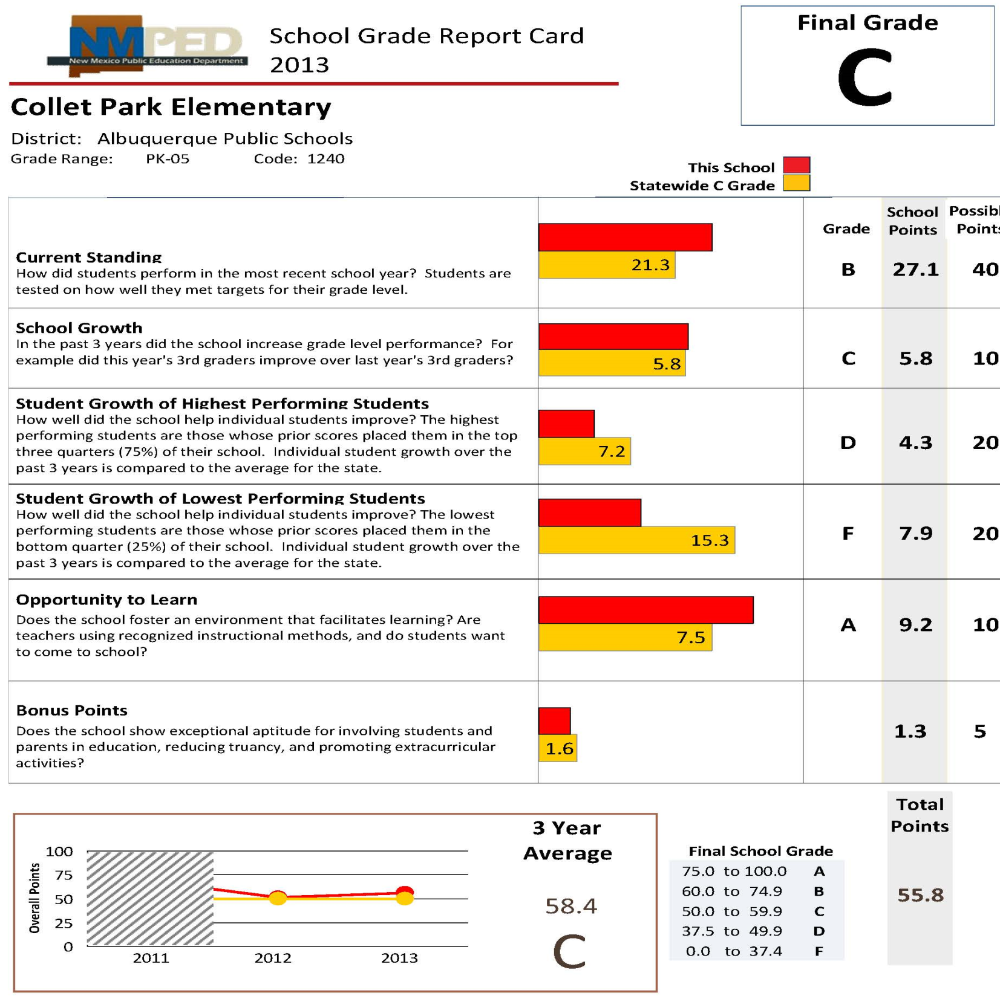 NMPED
New Mexico Public Education Department
School Grade Report Card
2013
Final Grade
C
Collet Park Elementary
District: Albuquerque Public Schools
Grade Range: PK-05 Code: 1240
This School
Statewide C Grade
Grade School Points Possibl Points
Current Standing
How did students perform in the most recent school year? Students are
tested on how well they met targets for their grade level.
21.3
B 27.1 40
School Growth
In the past 3 years did the school increase grade level performance? For
example did this year's 3rd graders improve over last year's 3rd graders?
5.8
C 5.8 10
Student Growth of Highest Performing Students
How well did the school help individual students improve? The highest
performing students are those whose prior scores placed them in the top
three quarters (75%) of their school. Individual student growth over the
past 3 years is compared to the average for the state.
7.2
D 4.3 20
Student Growth of Lowest Performing Students
How well did the school help individual students improve? The lowest
performing students are those whose prior scores placed them in the
bottom quarter (25%) of their school. Individual student growth over the
past 3 years is compared to the average for the state.
15.3
F 7.9 20
Opportunity to Learn
Does the school foster an environment that facilitates learning? Are
teachers using recognized instructional methods, and do students want
to come to school?
7.5
A 9.2 10
Bonus Points
Does the school show exceptional aptitude for involving students and
parents in education, reducing truancy, and promoting extracurricular
activities?
1.6
1.3 5
Overall Points
100
75
50
25
0
2011 2012 2013
3 Year
Average
58.4
C
Final School Grade
75.0 to 100.0 A
60.0 to 74.9 B
50.0 to 59.9 C
37.5 to 49.9 D
0.0 to 37.4 F
Total
Points
55.8